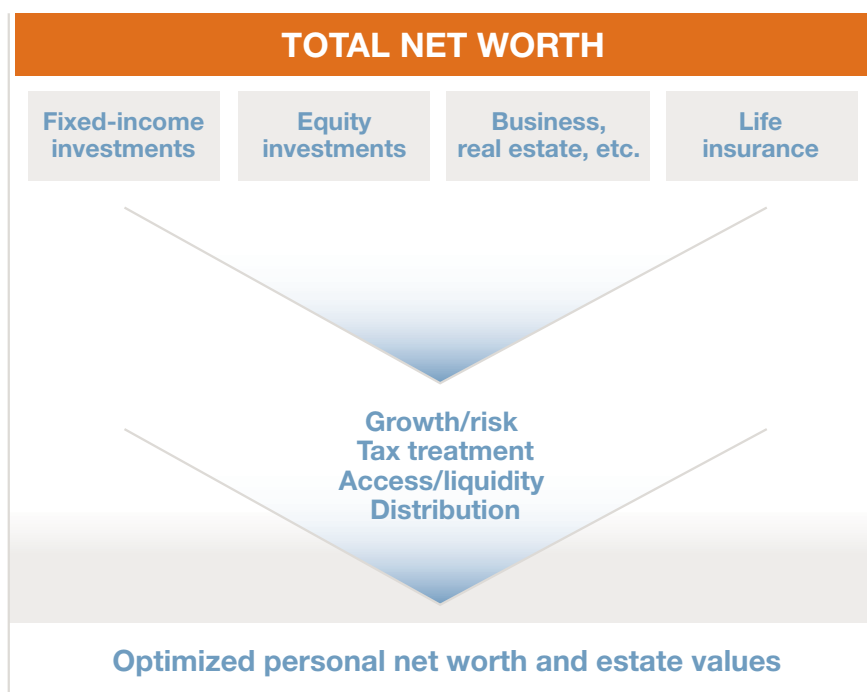 TOTAL NET WORTH
Fixed-income
investments
Equity
investments
Business,
real estate, etc.
Life
insurance
Growth/risk
Tax treatment
Access/liquidity
Distribution
Optimized personal net worth and estate values